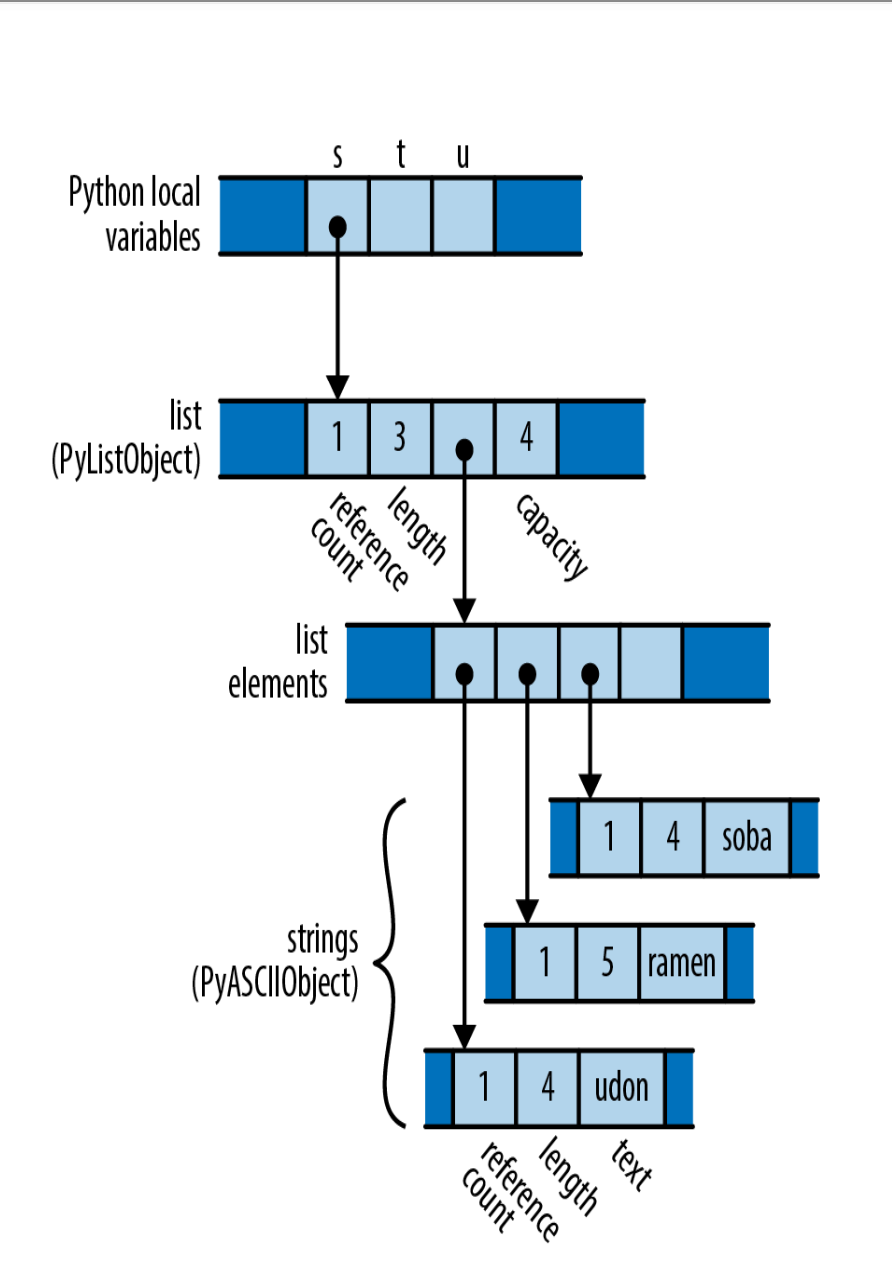 s t u
Python local
variables
list
(PyListObject)
1 3 4
reference
count
length
capacity
list
elements
1 4 soba
strings
(PyASCIIObject)
1 5 ramen
1 4 udon
reference
count
length
text